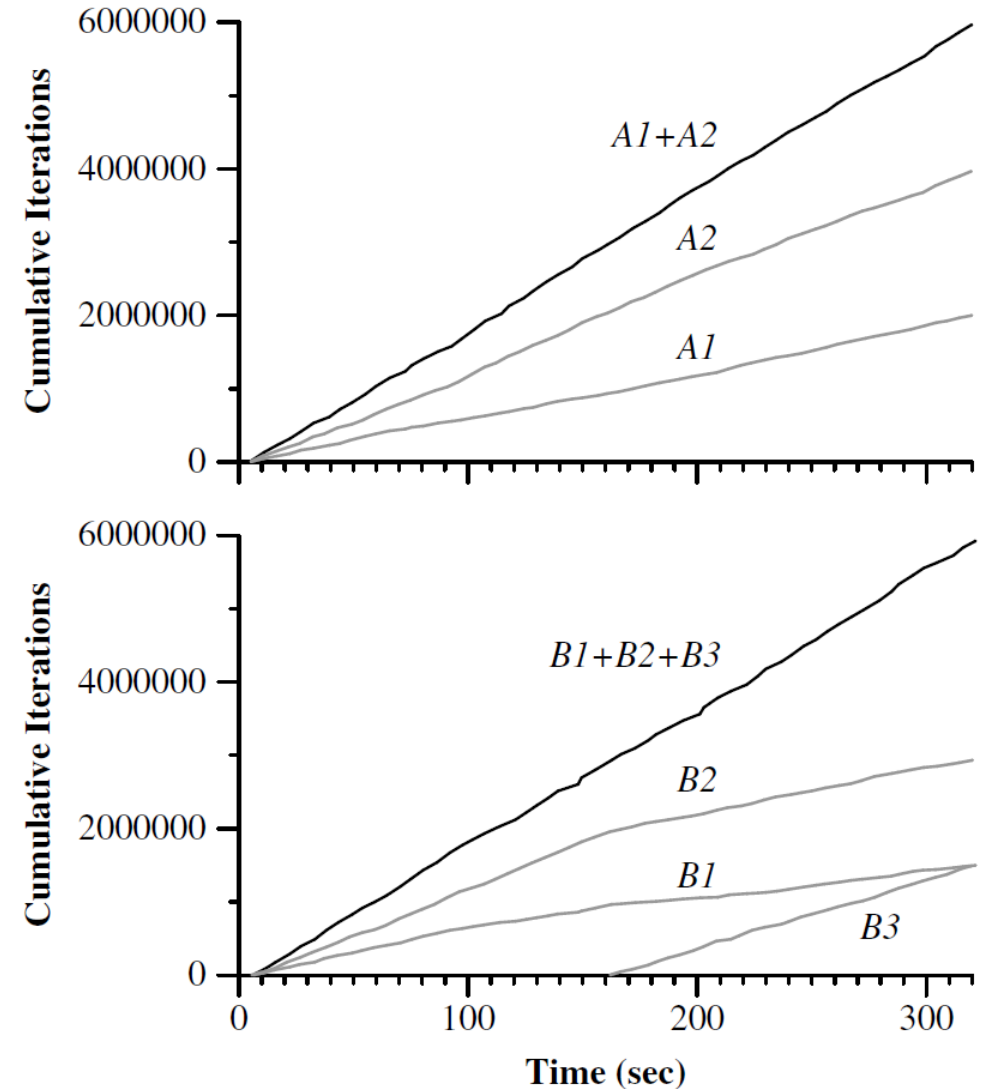 Cumulative Iterations
6000000
4000000
2000000
0
A1+A2
A2
A1
Cumulative Iterations
6000000
4000000
2000000
0
B1+B2+B3
B2
B1
B3
0 100 200 300
Time (sec)